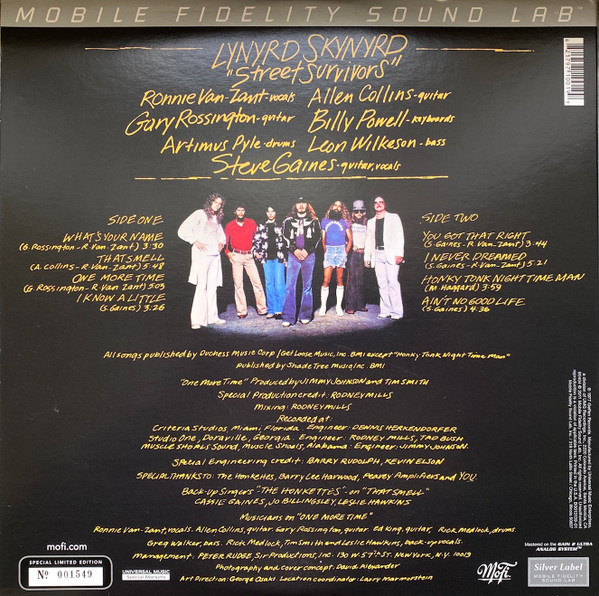 MOBILE FIDELITY SOUND LAB™
LYNYRD SKYNYRD
"Street Survivors"
Ronnie Van-Zant-vocals Allen Collins-guitar
Gary Rossington-guitar Billy Powell-keyboards
Artimus Pyle-drums Leon Wilkeson-bass
Steve Gaines-guitar, vocals
SIDE ONE
WHAT'S YOUR NAME
(G. Rossington-R. Van-Zant) 3:30
THAT SMELL
(A. Collins-R. Van-Zant) 5:48
ONE MORE TIME
(G. Rossington-R. Van-Zant) 5:03
I KNOW A LITTLE
(S. Gaines) 3:26
SIDE TWO
YOU GOT THAT RIGHT
(S. Gaines-R. Van-Zant) 3:44
I NEVER DREAMED
(S. Gaines-R. Van-Zant) 5:21
HONKY TONK NIGHT TIME MAN
(M. Haggard) 3:59
AIN'T NO GOOD LIFE
(S. Gaines) 4:36
All songs published by Duchess Music Corp/Get Loose Music, Inc. BMI except "Honky-Tonk Night Time Man"
published by Shade Tree Music, Inc. BMI
"One More Time" Produced by JIMMY JOHNSON and TIM SMITH
Special Production credit: RODNEY MILLS
Mixing: RODNEY MILLS
Recorded at:
Criteria Studios, Miami, Florida Engineer: DENNIS HERKENDORFER
Studio One, Doraville, Georgia Engineer: RODNEY MILLS, TAD BUSH
MUSCLE SHOALS SOUND, Muscle Shoals, Alabama Engineer: JIMMY JOHNSON.
Special Engineering credit: BARRY RUDOLPH, KEVIN ELSON
SPECIAL THANKS TO: The Honketts, Barry Lee Harwood, Peavey Amplifiers and YOU.
Back-up Singers "THE HONKETTES"-on "THAT SMELL"
CASSIE GAINES, JO BILLINGSLEY, LESLIE HAWKINS
Musicians on "ONE MORE TIME"
Ronnie Van-Zant, vocals. Allen Collins, guitar. Gary Rossington, guitar. Ed King, guitar. Rick Medlock, drums.
Greg Walker, bars. Rick Medlock, Tim Smith and Leslie Hawkins, back-up vocals.
Management: PETER RUDGE, Sir Productions, Inc. 130 W. 57th St. New York, N.Y. 10019
Photography and cover concept: David Alexander
Art Direction: George Osaki Location coordinator: Larry Marmorstein
mofi.com
SPECIAL LIMITED EDITION
Nº 001549
UNIVERSAL MUSIC
Special Markets
MoFi
Mastered on the GAIN 2 ULTRA
ANALOG SYSTEM™
Silver Label
MOBILE FIDELITY
SOUND LAB